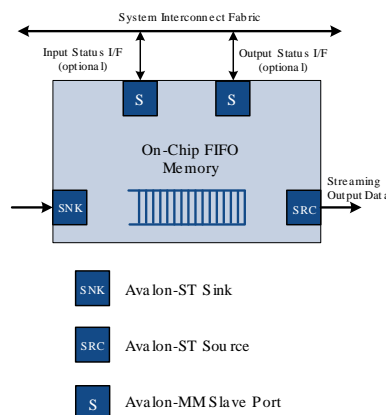 System Interconnect Fabric
Input Status I/F
(optional)
Output Status I/F
(optional)
S
S
On-Chip FIFO
Memory
SNK
SRC
Streaming
Output Data
SNK
Avalon-ST Sink
SRC
Avalon-ST Source
S
Avalon-MM Slave Port